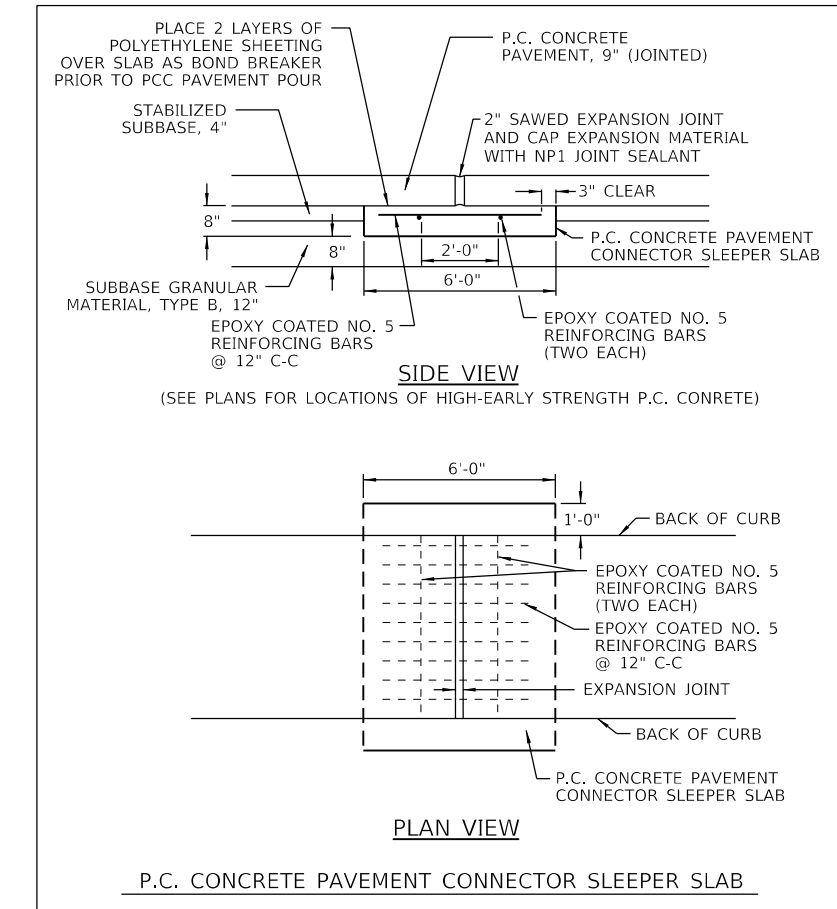 PLACE 2 LAYERS OF
POLYETHYLENE SHEETING
OVER SLAB AS BOND BREAKER
PRIOR TO PCC PAVEMENT POUR
P.C. CONCRETE
PAVEMENT, 9" (JOINTED)
STABILIZED
SUBBASE, 4"
2" SAWED EXPANSION JOINT
AND CAP EXPANSION MATERIAL
WITH NP1 JOINT SEALANT
3" CLEAR
8"
8"
2'-0"
6'-0"
P.C. CONCRETE PAVEMENT
CONNECTOR SLEEPER SLAB
SUBBASE GRANULAR
MATERIAL, TYPE B, 12"
EPOXY COATED NO. 5
REINFORCING BARS
@ 12" C-C
EPOXY COATED NO. 5
REINFORCING BARS
(TWO EACH)
SIDE VIEW
(SEE PLANS FOR LOCATIONS OF HIGH-EARLY STRENGTH P.C. CONRETE)
6'-0"
1'-0"
BACK OF CURB
EPOXY COATED NO. 5
REINFORCING BARS
(TWO EACH)
EPOXY COATED NO. 5
REINFORCING BARS
@ 12" C-C
EXPANSION JOINT
BACK OF CURB
P.C. CONCRETE PAVEMENT
CONNECTOR SLEEPER SLAB
PLAN VIEW
P.C. CONCRETE PAVEMENT CONNECTOR SLEEPER SLAB